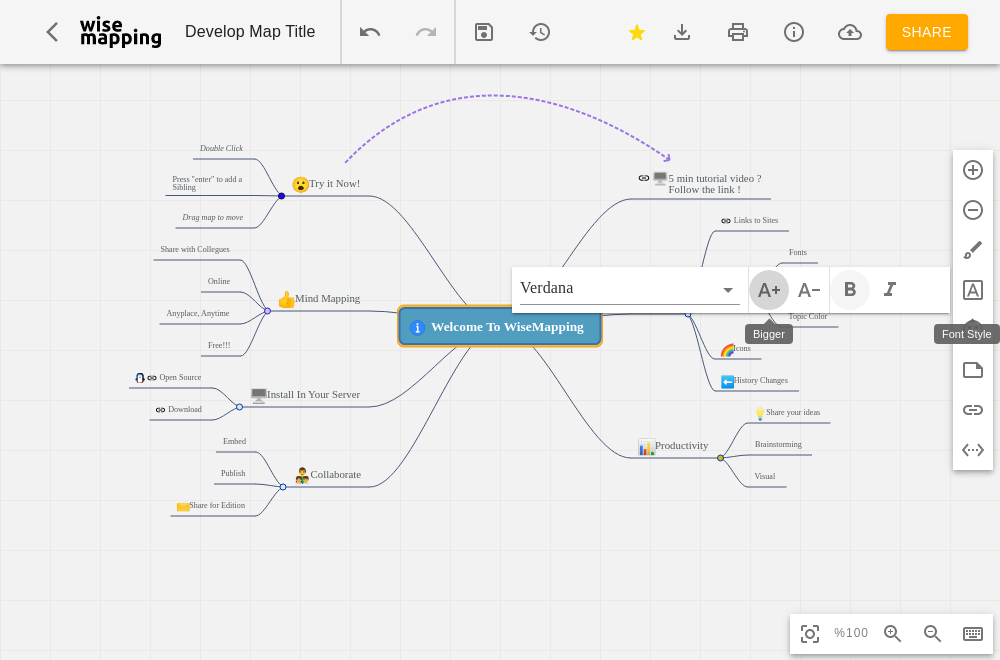 wise
mapping
Develop Map Title
SHARE
Double Click
Press "enter" to add a
Sibling
Drag map to move
Try it Now!
5 min tutorial video ?
Follow the link !
Links to Sites
Fonts
Share with Collegues
Online
Anyplace, Anytime
Free!!!
Mind Mapping
Verdana
A+
A-
B
I
A
Welcome To WiseMapping
Topic Color
Bigger
Font Style
Icons
History Changes
Open Source
Download
Install In Your Server
Share your ideas
Brainstorming
Visual
Productivity
Embed
Publish
Share for Edition
Collaborate
%100